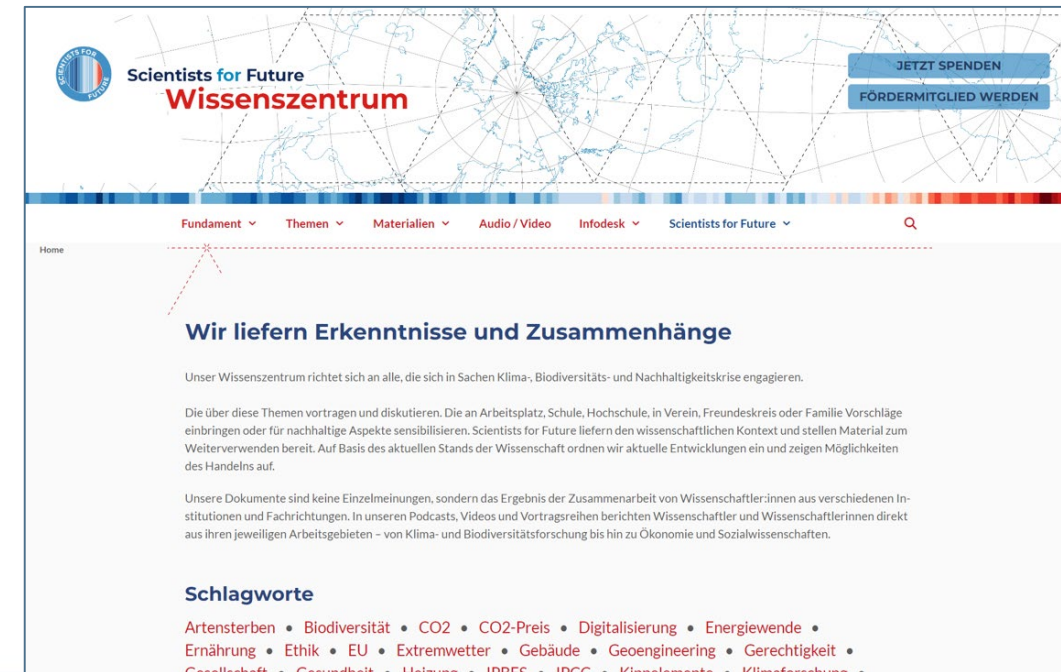 SCIENTISTS FOR FUTURE
Scientists for Future
Wissenszentrum
JETZT SPENDEN
FÖRDERMITGLIED WERDEN
Fundament Themen Materialien Audio / Video Infodesk Scientists for Future
Home
Wir liefern Erkenntnisse und Zusammenhänge
Unser Wissenszentrum richtet sich an alle, die sich in Sachen Klima-, Biodiversitäts- und Nachhaltigkeitskrise engagieren.
Die über diese Themen vortragen und diskutieren. Die an Arbeitsplatz, Schule, Hochschule, in Verein, Freundeskreis oder Familie Vorschläge
einbringen oder für nachhaltige Aspekte sensibilisieren. Scientists for Future liefern den wissenschaftlichen Kontext und stellen Material zum
Weiterverwenden bereit. Auf Basis des aktuellen Stands der Wissenschaft ordnen wir aktuelle Entwicklungen ein und zeigen Möglichkeiten
des Handelns auf.
Unsere Dokumente sind keine Einzelmeinungen, sondern das Ergebnis der Zusammenarbeit von Wissenschaftler:innen aus verschiedenen In-
stitutionen und Fachrichtungen. In unseren Podcasts, Videos und Vortragsreihen berichten Wissenschaftler und Wissenschaftlerinnen direkt
aus ihren jeweiligen Arbeitsgebieten – von Klima- und Biodiversitätsforschung bis hin zu Ökonomie und Sozialwissenschaften.
Schlagworte
Artensterben • Biodiversität • CO2 • CO2-Preis • Digitalisierung • Energiewende •
Ernährung • Ethik • EU • Extremwetter • Gebäude • Geoengineering • Gerechtigkeit •
Gesellschaft • Gesundheit • Heizung • IPBES • IPCC • Kippelemente • Klimaforschung •